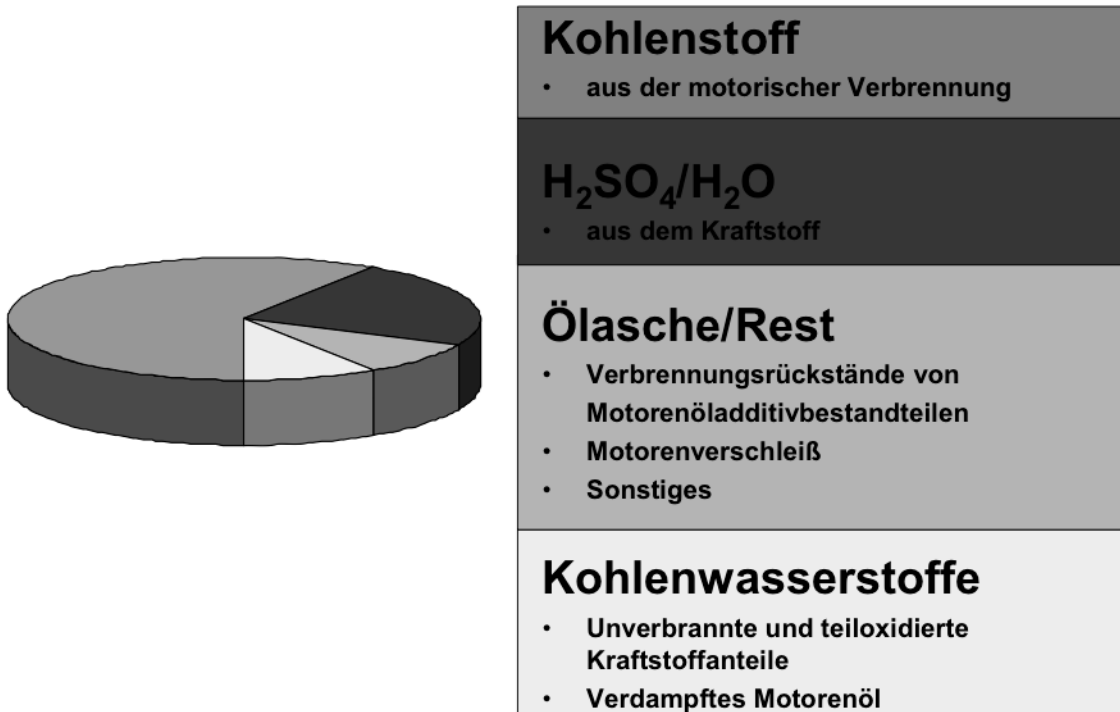 Kohlenstoff
• aus der motorischer Verbrennung
H₂SO₄/H₂O
• aus dem Kraftstoff
Ölasche/Rest
• Verbrennungsrückstände von
Motorenöladditivbestandteilen
• Motorenverschleiß
• Sonstiges
Kohlenwasserstoffe
• Unverbrannte und teiloxidierte
Kraftstoffanteile
• Verdampftes Motorenöl